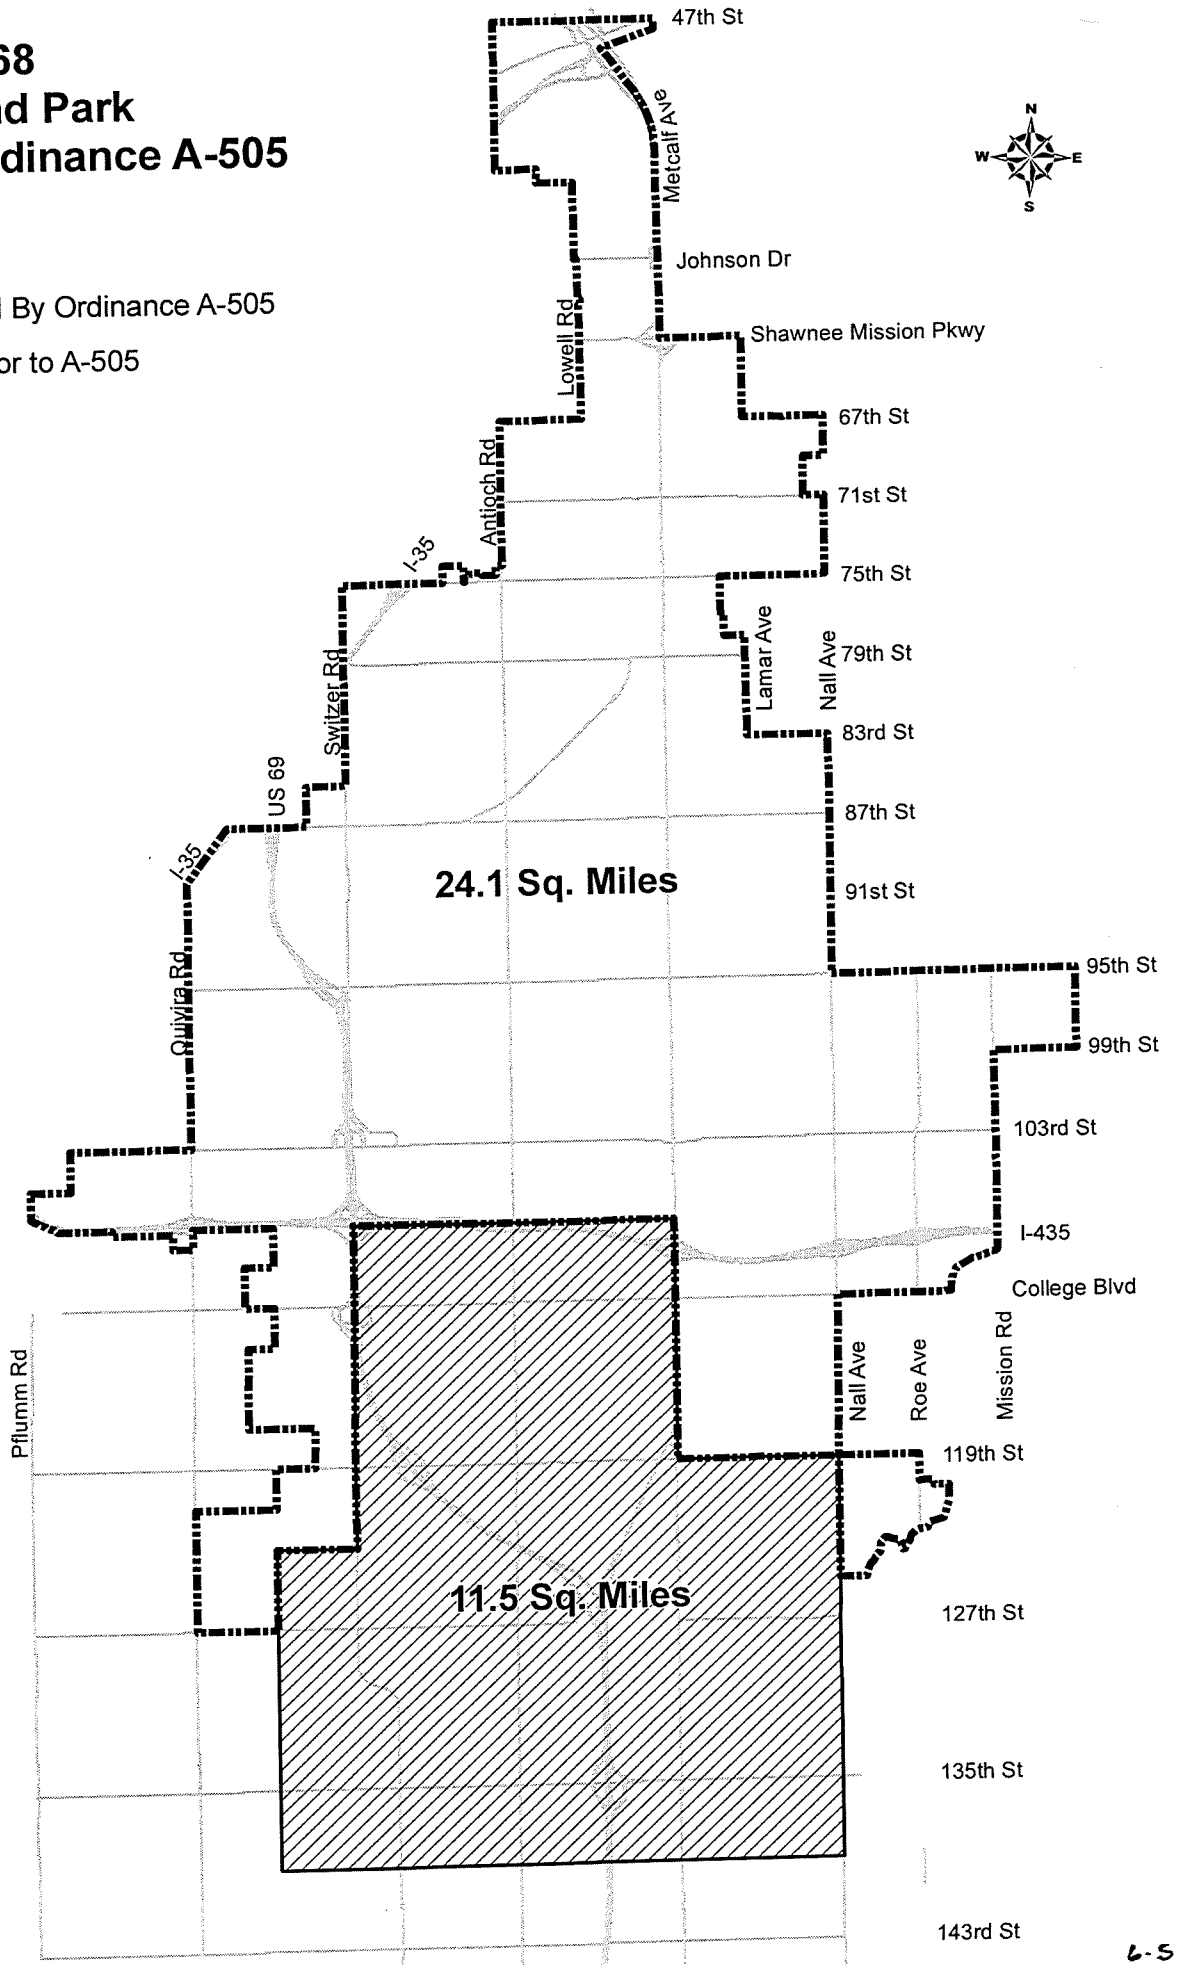 47th St
68
nd Park
rdinance A-505
N
W
E
S
Metcalf Ave
Johnson Dr
l By Ordinance A-505
or to A-505
Lowell Rd
Shawnee Mission Pkwy
67th St
Antioch Rd
71st St
I-35
75th St
Lamar Ave
Nall Ave
79th St
Switzer Rd
83rd St
US 69
87th St
I-35
24.1 Sq. Miles
91st St
Quivira Rd
95th St
99th St
103rd St
I-435
College Blvd
Pflumm Rd
Nall Ave
Roe Ave
Mission Rd
119th St
11.5 Sq. Miles
127th St
135th St
143rd St
6-5